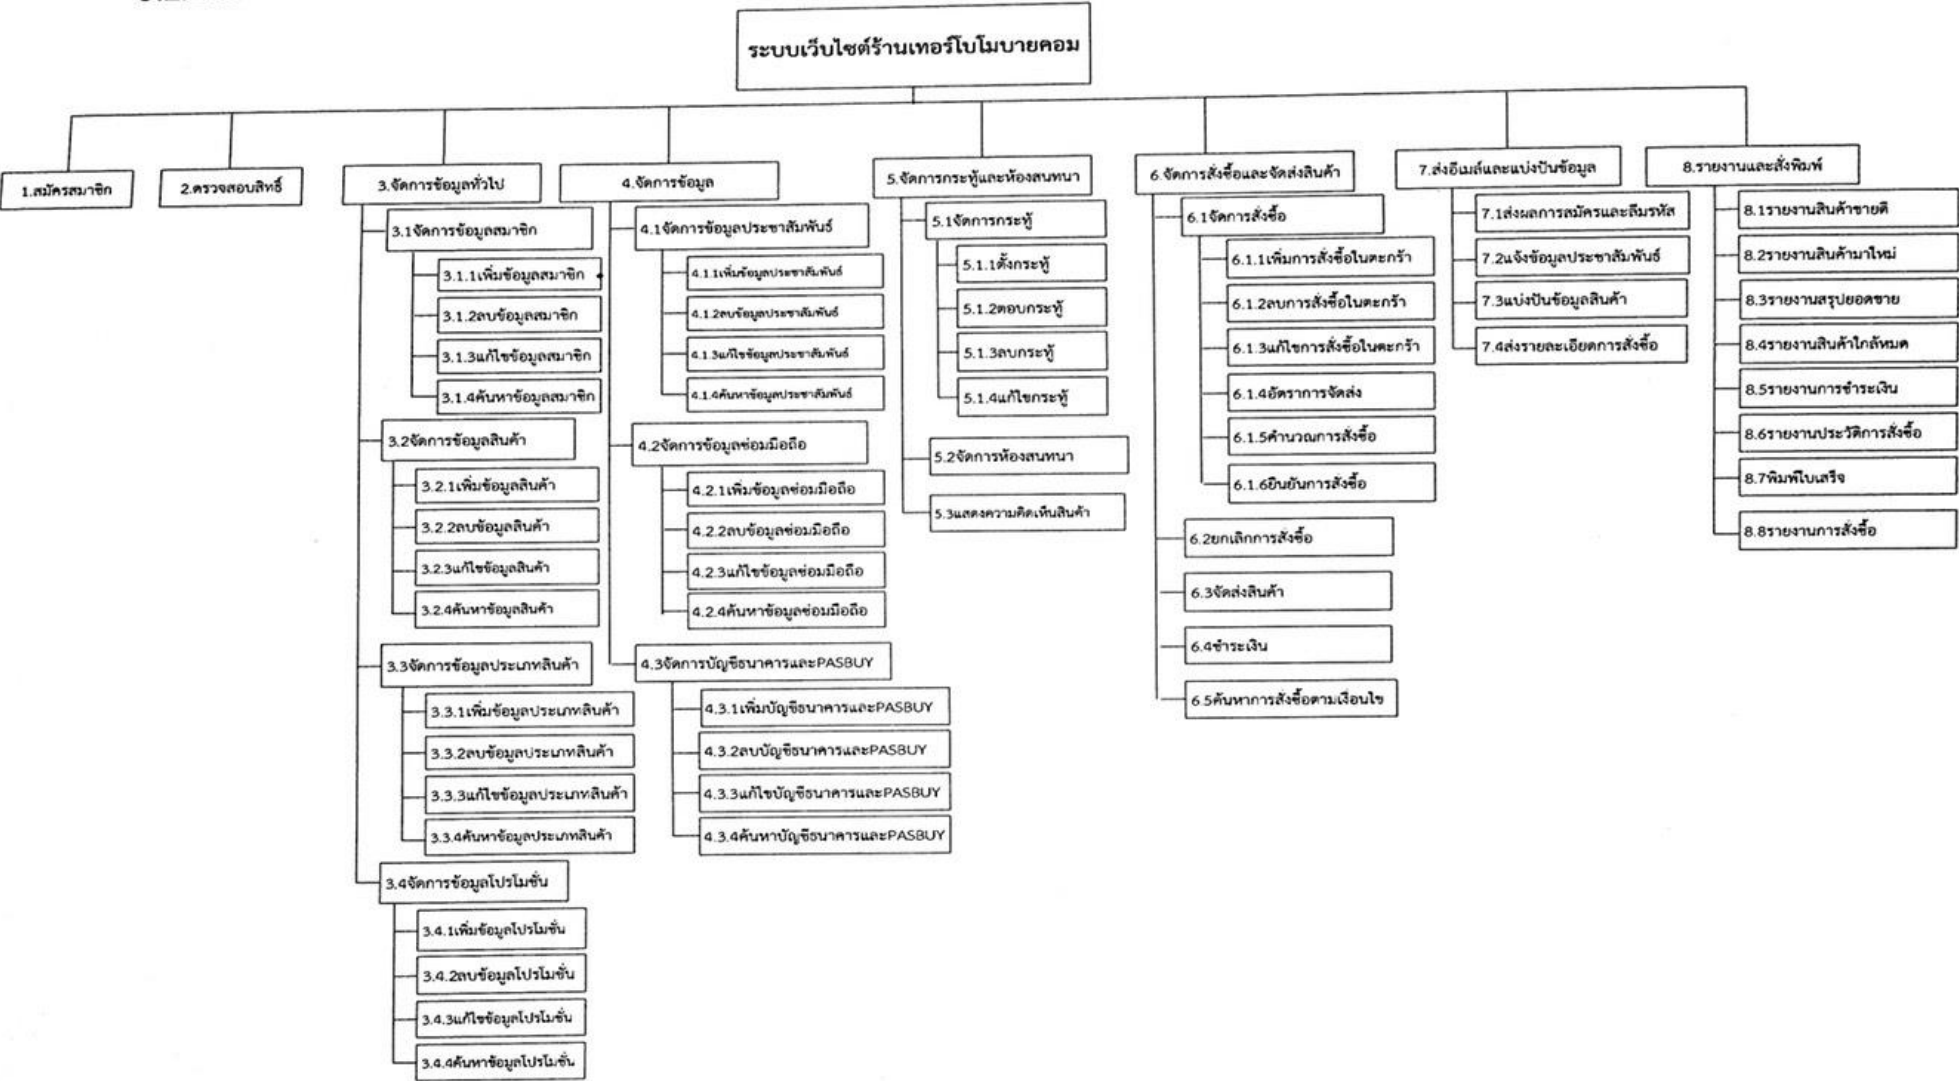 ระบบเว็บไซต์ร้านเทอร์โบโมบายคอม
1.สมัครสมาชิก
2.ตรวจสอบสิทธิ์
3.จัดการข้อมูลทั่วไป
3.1จัดการข้อมูลสมาชิก
3.1.1เพิ่มข้อมูลสมาชิก
3.1.2ลบข้อมูลสมาชิก
3.1.3แก้ไขข้อมูลสมาชิก
3.1.4ค้นหาข้อมูลสมาชิก
3.2จัดการข้อมูลสินค้า
3.2.1เพิ่มข้อมูลสินค้า
3.2.2ลบข้อมูลสินค้า
3.2.3แก้ไขข้อมูลสินค้า
3.2.4ค้นหาข้อมูลสินค้า
3.3จัดการข้อมูลประเภทสินค้า
3.3.1เพิ่มข้อมูลประเภทสินค้า
3.3.2ลบข้อมูลประเภทสินค้า
3.3.3แก้ไขข้อมูลประเภทสินค้า
3.3.4ค้นหาข้อมูลประเภทสินค้า
3.4จัดการข้อมูลโปรโมชั่น
3.4.1เพิ่มข้อมูลโปรโมชั่น
3.4.2ลบข้อมูลโปรโมชั่น
3.4.3แก้ไขข้อมูลโปรโมชั่น
3.4.4ค้นหาข้อมูลโปรโมชั่น
4.จัดการข้อมูล
4.1จัดการข้อมูลประชาสัมพันธ์
4.1.1เพิ่มข้อมูลประชาสัมพันธ์
4.1.2ลบข้อมูลประชาสัมพันธ์
4.1.3แก้ไขข้อมูลประชาสัมพันธ์
4.1.4ค้นหาข้อมูลประชาสัมพันธ์
4.2จัดการข้อมูลซ่อมมือถือ
4.2.1เพิ่มข้อมูลซ่อมมือถือ
4.2.2ลบข้อมูลซ่อมมือถือ
4.2.3แก้ไขข้อมูลซ่อมมือถือ
4.2.4ค้นหาข้อมูลซ่อมมือถือ
4.3จัดการบัญชีธนาคารและPASBUY
4.3.1เพิ่มบัญชีธนาคารและPASBUY
4.3.2ลบบัญชีธนาคารและPASBUY
4.3.3แก้ไขบัญชีธนาคารและPASBUY
4.3.4ค้นหาบัญชีธนาคารและPASBUY
5.จัดการกระทู้และห้องสนทนา
5.1จัดการกระทู้
5.1.1ตั้งกระทู้
5.1.2ตอบกระทู้
5.1.3ลบกระทู้
5.1.4แก้ไขกระทู้
5.2จัดการห้องสนทนา
5.3แสดงความคิดเห็นสินค้า
6.จัดการสั่งซื้อและจัดส่งสินค้า
6.1จัดการสั่งซื้อ
6.1.1เพิ่มการสั่งซื้อในตะกร้า
6.1.2ลบการสั่งซื้อในตะกร้า
6.1.3แก้ไขการสั่งซื้อในตะกร้า
6.1.4อัตราการจัดส่ง
6.1.5คำนวณการสั่งซื้อ
6.1.6ยืนยันการสั่งซื้อ
6.2ยกเลิกการสั่งซื้อ
6.3จัดส่งสินค้า
6.4ชำระเงิน
6.5ค้นหาการสั่งซื้อตามเงื่อนไข
7.ส่งอีเมล์และแบ่งปันข้อมูล
7.1ส่งผลการสมัครและลืมรหัส
7.2แจ้งข้อมูลประชาสัมพันธ์
7.3แบ่งปันข้อมูลสินค้า
7.4ส่งรายละเอียดการสั่งซื้อ
8.รายงานและสั่งพิมพ์
8.1รายงานสินค้าขายดี
8.2รายงานสินค้ามาใหม่
8.3รายงานสรุปยอดขาย
8.4รายงานสินค้าใกล้หมด
8.5รายงานการชำระเงิน
8.6รายงานประวัติการสั่งซื้อ
8.7พิมพ์ใบเสร็จ
8.8รายงานการสั่งซื้อ